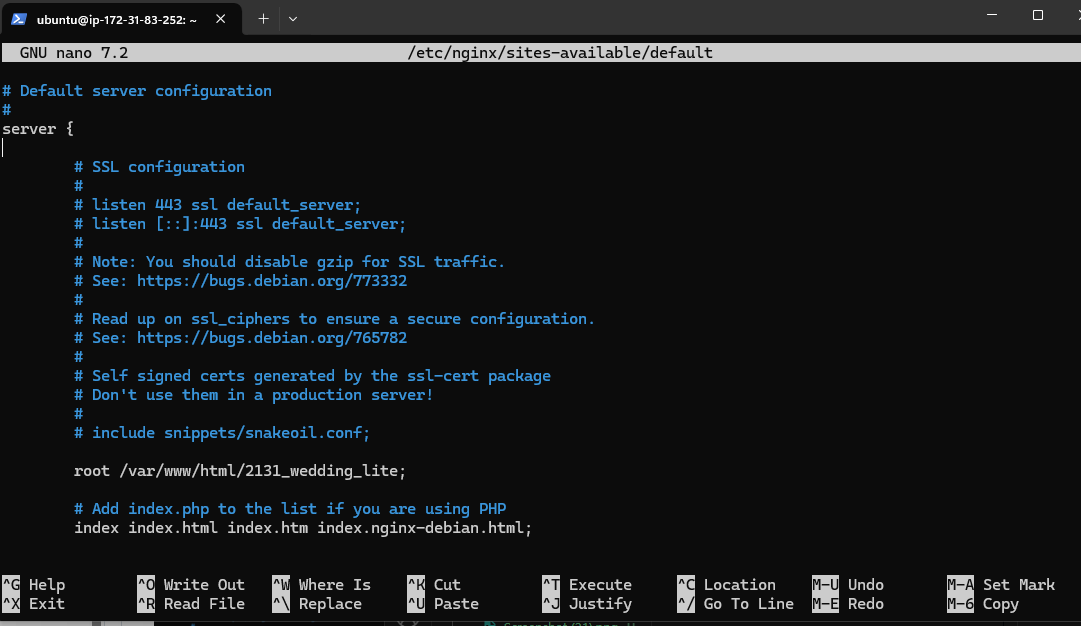 ubuntu@ip-172-31-83-252: ~
GNU nano 7.2 /etc/nginx/sites-available/default
# Default server configuration
#
server {
# SSL configuration
#
# listen 443 ssl default_server;
# listen [::]:443 ssl default_server;
#
# Note: You should disable gzip for SSL traffic.
# See: https://bugs.debian.org/773332
#
# Read up on ssl_ciphers to ensure a secure configuration.
# See: https://bugs.debian.org/765782
#
# Self signed certs generated by the ssl-cert package
# Don't use them in a production server!
#
# include snippets/snakeoil.conf;
root /var/www/html/2131_wedding_lite;
# Add index.php to the list if you are using PHP
index index.html index.htm index.nginx-debian.html;
^G Help ^O Write Out ^W Where Is ^K Cut ^T Execute ^C Location M-U Undo M-A Set Mark
^X Exit ^R Read File ^\ Replace ^U Paste ^J Justify ^/ Go To Line M-E Redo M-6 Copy